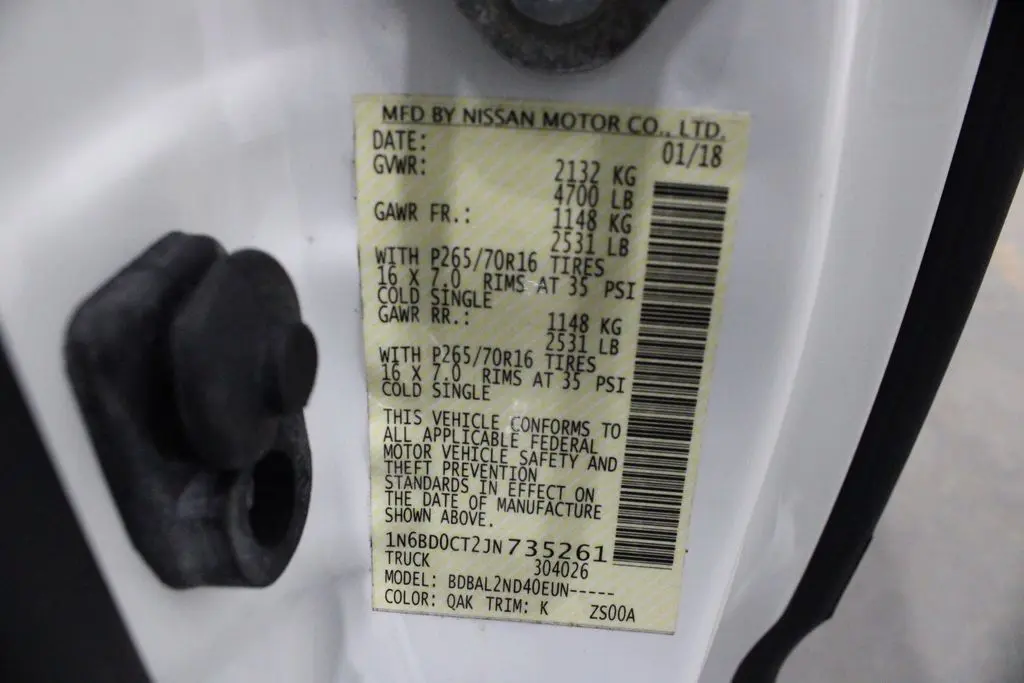 MFD BY NISSAN MOTOR CO., LTD.
DATE: 01/18
GVWR: 2132 KG
4700 LB
GAWR FR.: 1148 KG
2531 LB
WITH P265/70R16 TIRES
16 X 7.0 RIMS AT 35 PSI
COLD SINGLE
GAWR RR.: 1148 KG
2531 LB
WITH P265/70R16 TIRES
16 X 7.0 RIMS AT 35 PSI
COLD SINGLE
THIS VEHICLE CONFORMS TO
ALL APPLICABLE FEDERAL
MOTOR VEHICLE SAFETY AND
THEFT PREVENTION
STANDARDS IN EFFECT ON
THE DATE OF MANUFACTURE
SHOWN ABOVE.
1N6BD0CT2JN735261
TRUCK 304026
MODEL: BDBAL2ND40EUN-----
COLOR: QAK TRIM: K ZS00A